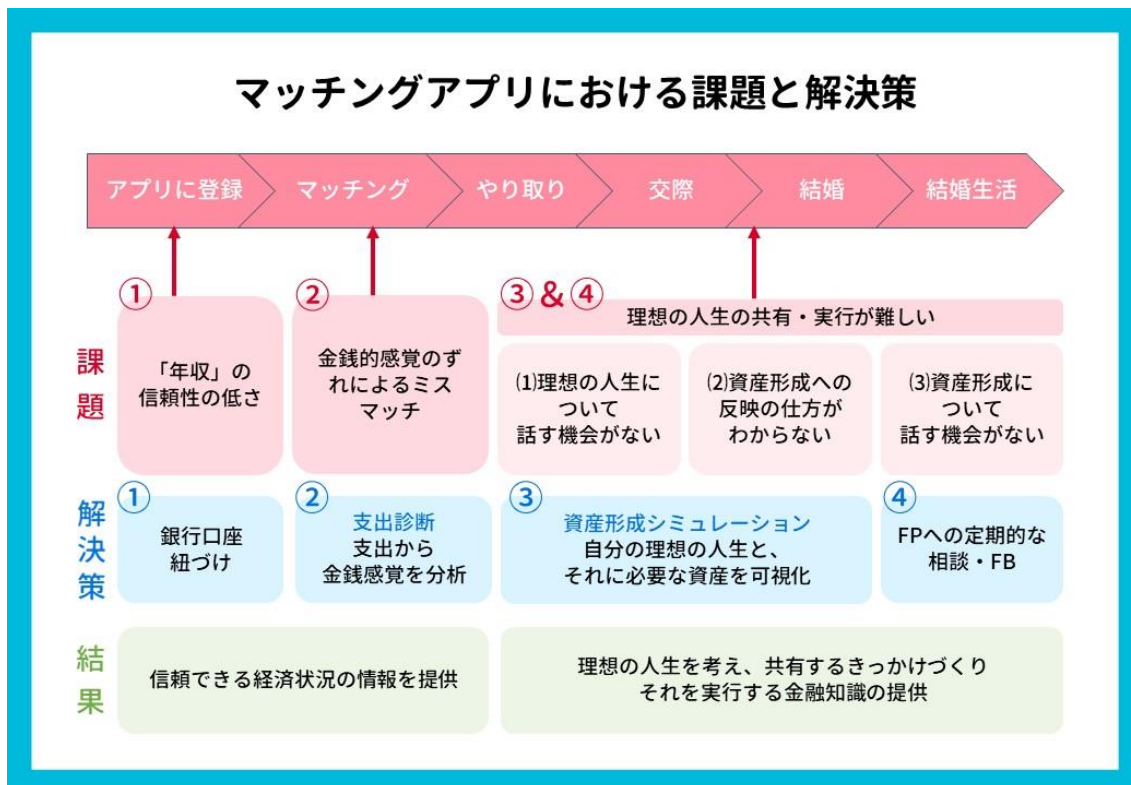 マッチングアプリにおける課題と解決策
アプリに登録
マッチング
やり取り
交際
結婚
結婚生活
課題
①
「年収」の
信頼性の低さ
②
金銭的感覚のず
れによるミス
マッチ
③&④
理想の人生の共有・実行が難しい
⑴理想の人生に
ついて
話す機会がない
⑵資産形成への
反映の仕方が
わからない
⑶資産形成に
ついて
話す機会がない
解決策
①
銀行口座
紐づけ
②
支出診断
支出から
金銭感覚を分析
③
資産形成シミュレーション
自分の理想の人生と、
それに必要な資産を可視化
④
FPへの定期的な
相談・FB
結果
信頼できる経済状況の情報を提供
理想の人生を考え、共有するきっかけづくり
それを実行する金融知識の提供